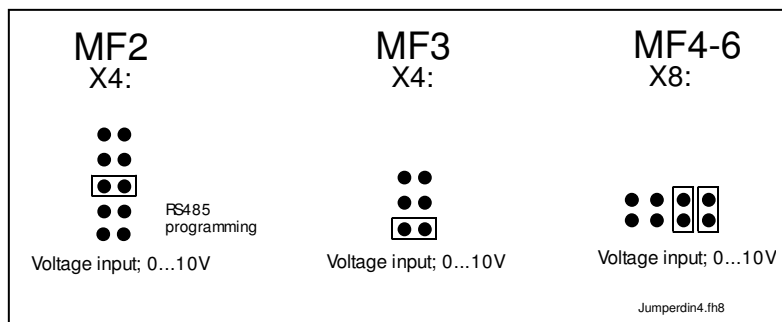 MF2
X4:
RS485
programming
Voltage input; 0...10V
MF3
X4:
Voltage input; 0...10V
MF4-6
X8:
Voltage input; 0...10V
Jumperdin4.fh8